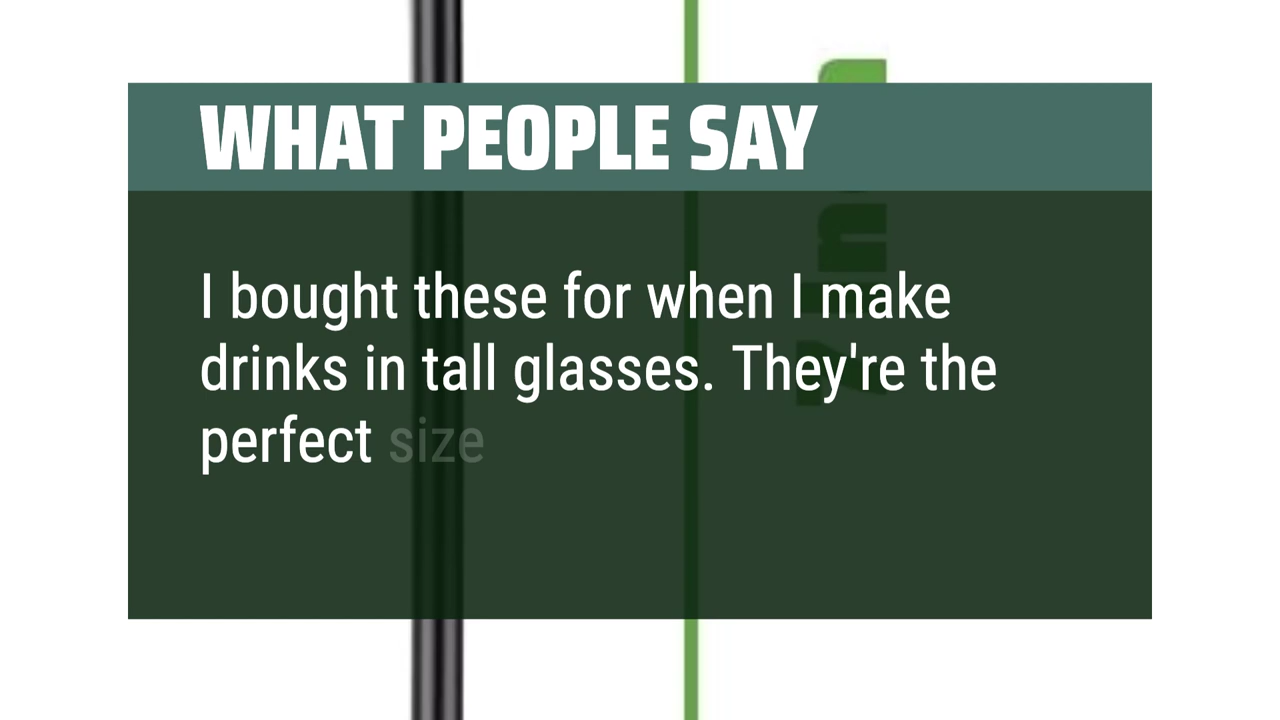 WHAT PEOPLE SAY
I bought these for when I make
drinks in tall glasses. They're the
perfect size